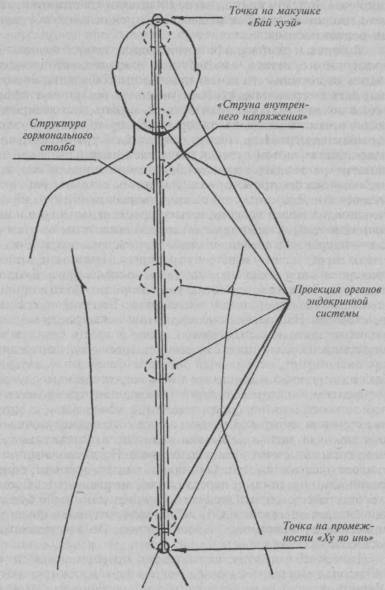 Точка на макушке
«Бай хуэй»
«Струна внутрен-
него напряжения»
Структура
гормонального
столба
Проекция органов
эндокринной
системы
Точка на промеж-
ности «Ху яо инь»